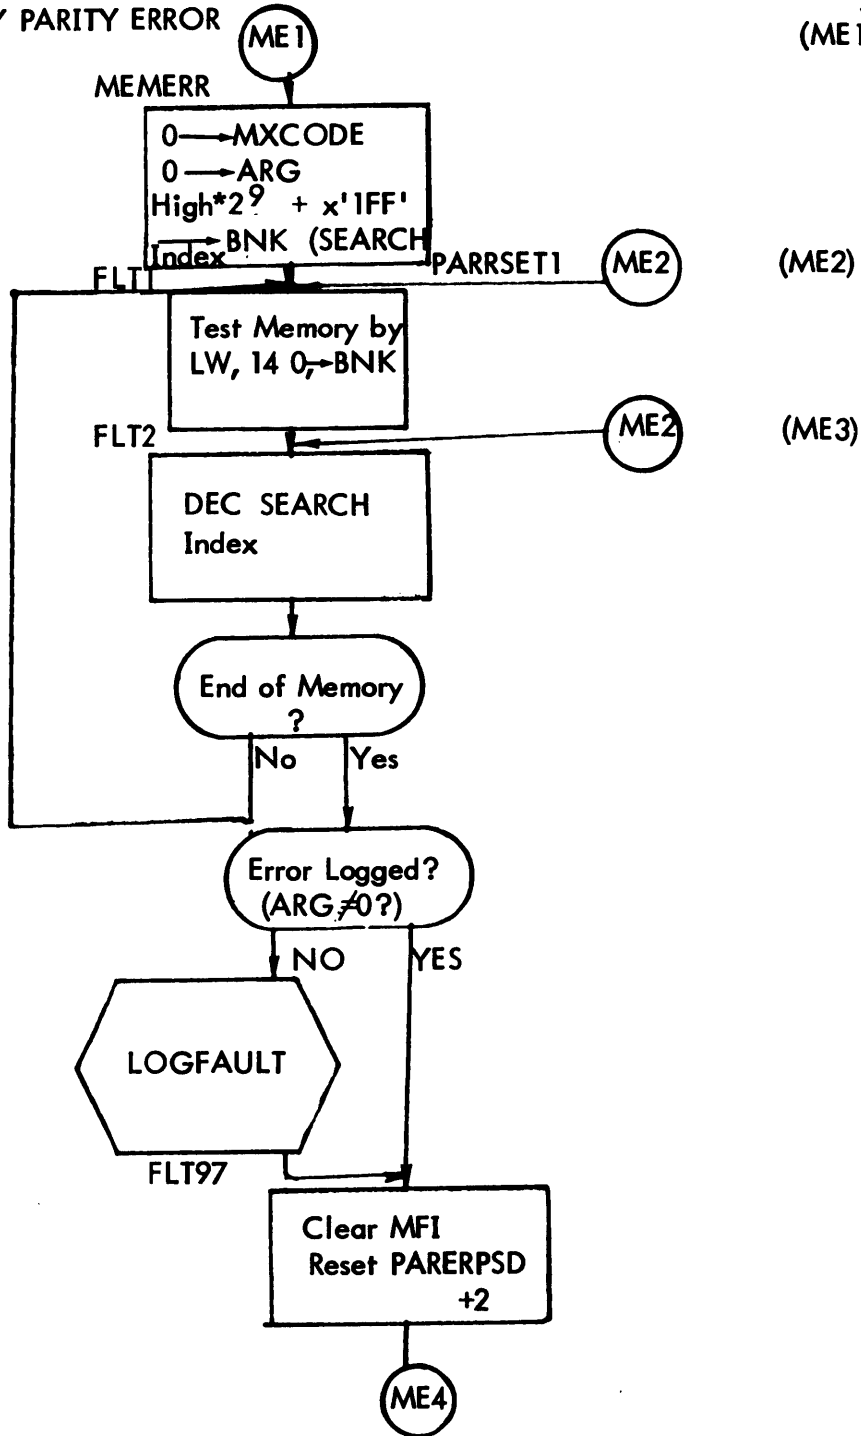 Y PARITY ERROR
ME1
(ME1
MEMERR
0→MXCODE
0→ARG
High*2⁹ + x'1FF'
Index→BNK (SEARCH
FLT1
PARRSET1
ME2
(ME2)
Test Memory by
LW, 14 0,→BNK
FLT2
ME2
(ME3)
DEC SEARCH
Index
End of Memory
?
No
Yes
Error Logged?
(ARG≠0?)
NO
YES
LOGFAULT
FLT97
Clear MFI
Reset PARERPSD
+2
ME4